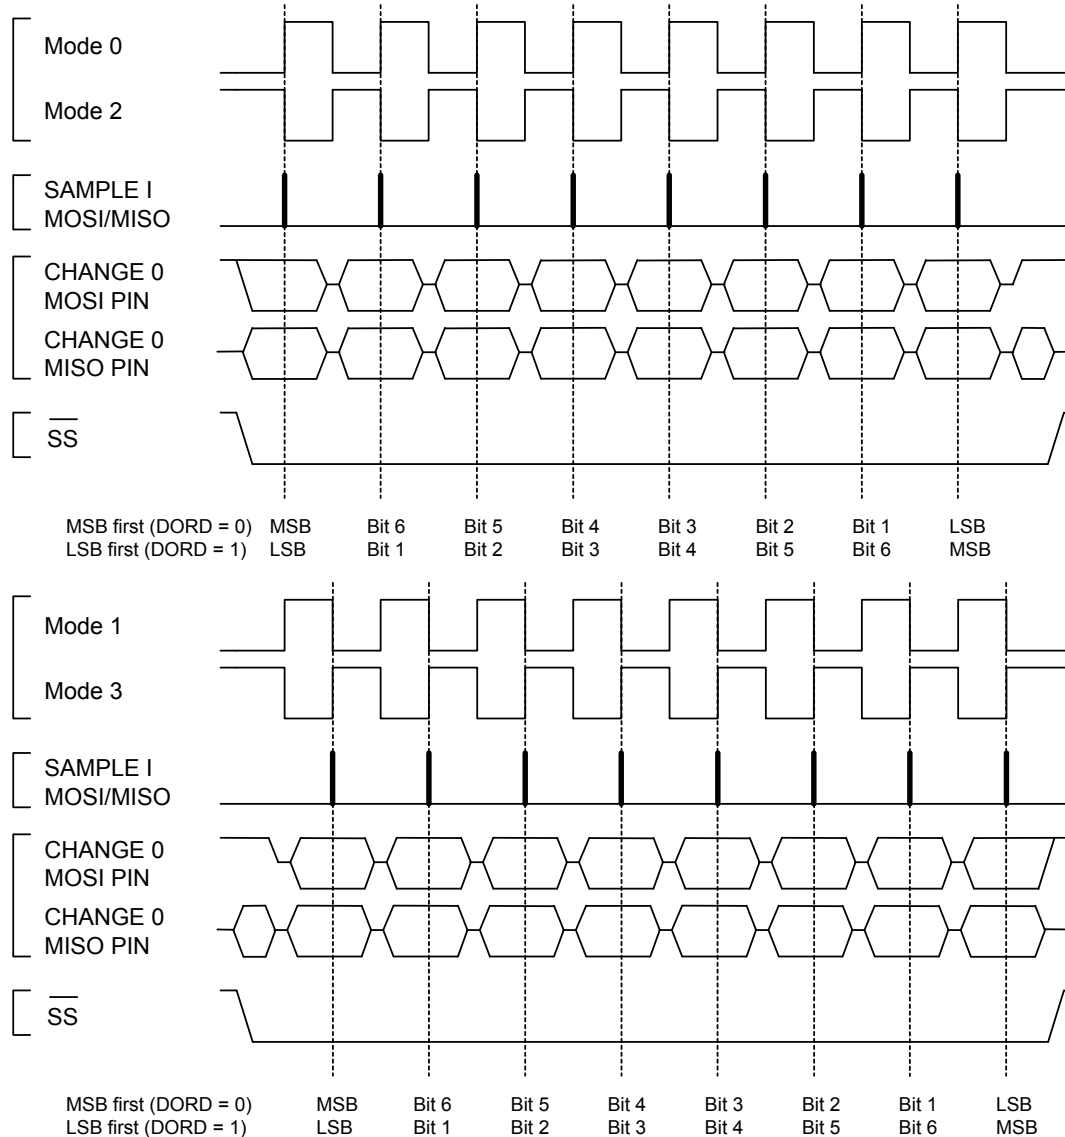 Mode 0
Mode 2
SAMPLE I
MOSI/MISO
CHANGE 0
MOSI PIN
CHANGE 0
MISO PIN
SS
MSB first (DORD = 0) MSB Bit 6 Bit 5 Bit 4 Bit 3 Bit 2 Bit 1 LSB
LSB first (DORD = 1) LSB Bit 1 Bit 2 Bit 3 Bit 4 Bit 5 Bit 6 MSB
Mode 1
Mode 3
SAMPLE I
MOSI/MISO
CHANGE 0
MOSI PIN
CHANGE 0
MISO PIN
SS
MSB first (DORD = 0) MSB Bit 6 Bit 5 Bit 4 Bit 3 Bit 2 Bit 1 LSB
LSB first (DORD = 1) LSB Bit 1 Bit 2 Bit 3 Bit 4 Bit 5 Bit 6 MSB